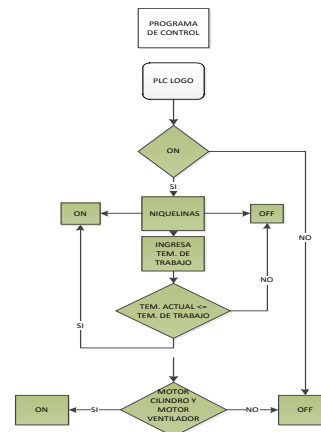 PROGRAMA
DE CONTROL
PLC LOGO
ON
SI
ON
NIQUELINAS
OFF
INGRESA
TEM. DE
TRABAJO
NO
NO
TEM. ACTUAL <=
TEM. DE TRABAJO
SI
MOTOR
CILINDRO Y
MOTOR
VENTILADOR
ON
SI
NO
OFF